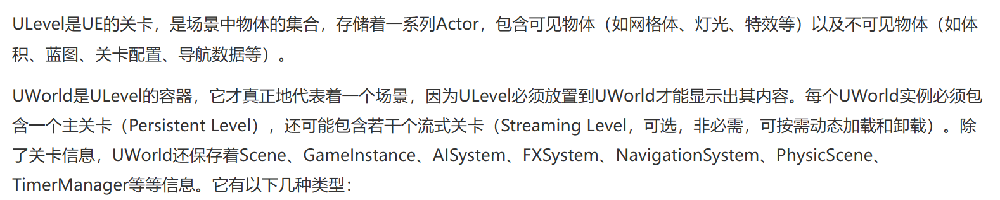 ULevel是UE的关卡，是场景中物体的集合，存储着一系列Actor，包含可见物体（如网格体、灯光、特效等）以及不可见物体（如体
积、蓝图、关卡配置、导航数据等）。
UWorld是ULevel的容器，它才真正地代表着一个场景，因为ULevel必须放置到UWorld才能显示出其内容。每个UWorld实例必须包
含一个主关卡（Persistent Level），还可能包含若干个流式关卡（Streaming Level，可选，非必需，可按需动态加载和卸载）。除
了关卡信息，UWorld还保存着Scene、GameInstance、AISystem、FXSystem、NavigationSystem、PhysicScene、
TimerManager等等信息。它有以下几种类型：